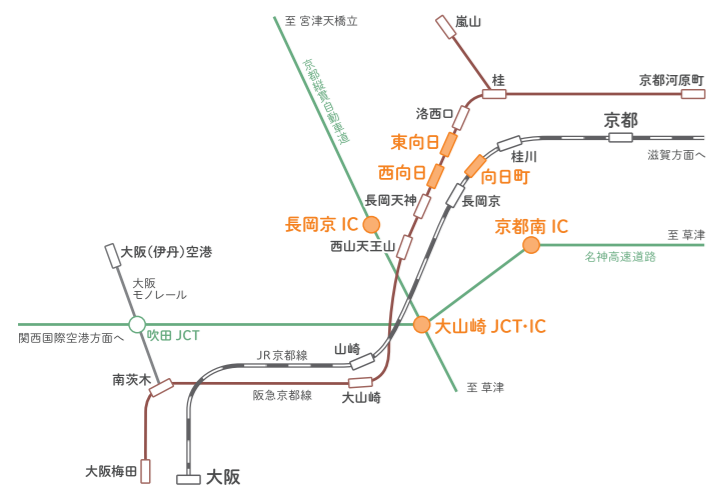 至 宮津天橋立
嵐山
京都縦貫自動車道
桂
京都河原町
洛西口
京都
東向日
桂川
滋賀方面へ
西向日
向日町
長岡天神
長岡京
長岡京 IC
京都南 IC
西山天王山
至 草津
大阪(伊丹)空港
名神高速道路
大阪
モノレール
大山崎 JCT・IC
関西国際空港方面へ
吹田 JCT
JR京都線
山崎
南茨木
至 草津
阪急京都線
大山崎
大阪梅田
大阪